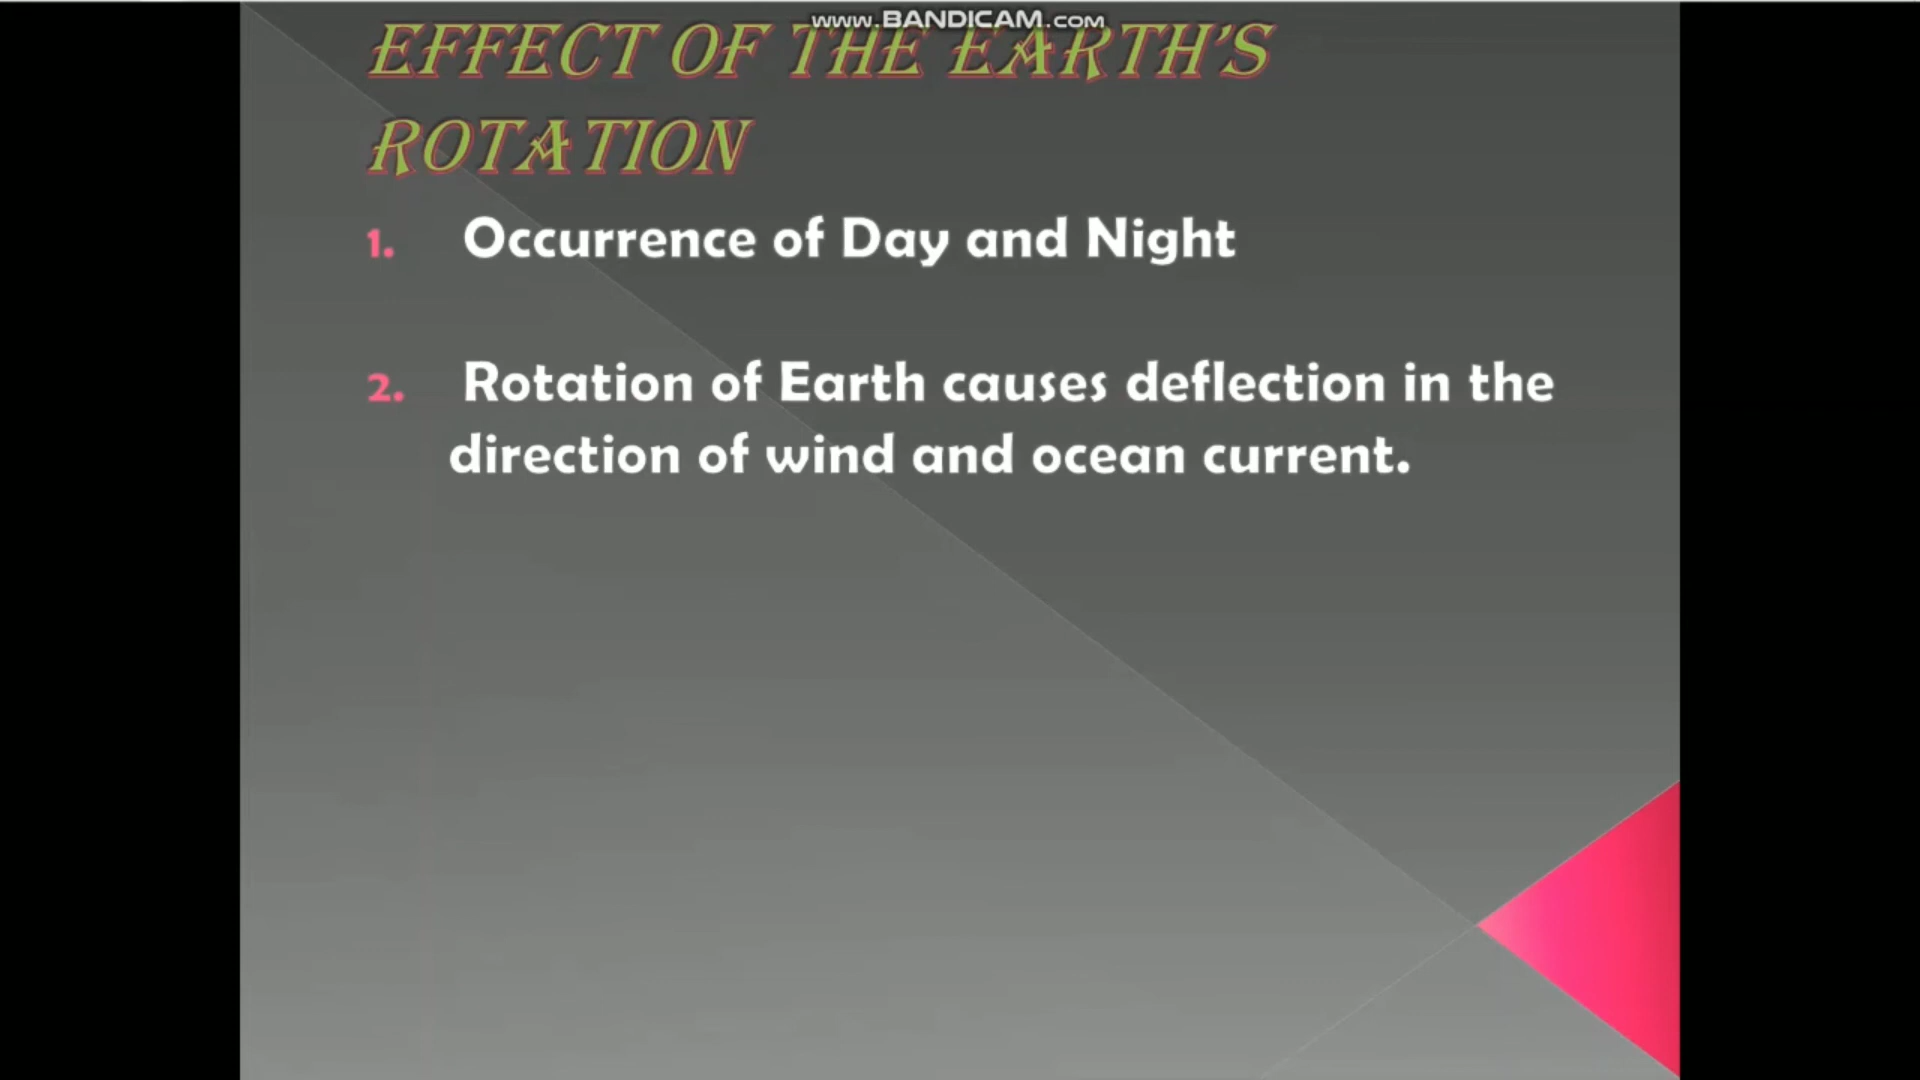 www.BANDICAM.com
EFFECT OF THE EARTH'S
ROTATION
1. Occurrence of Day and Night
2. Rotation of Earth causes deflection in the
direction of wind and ocean current.